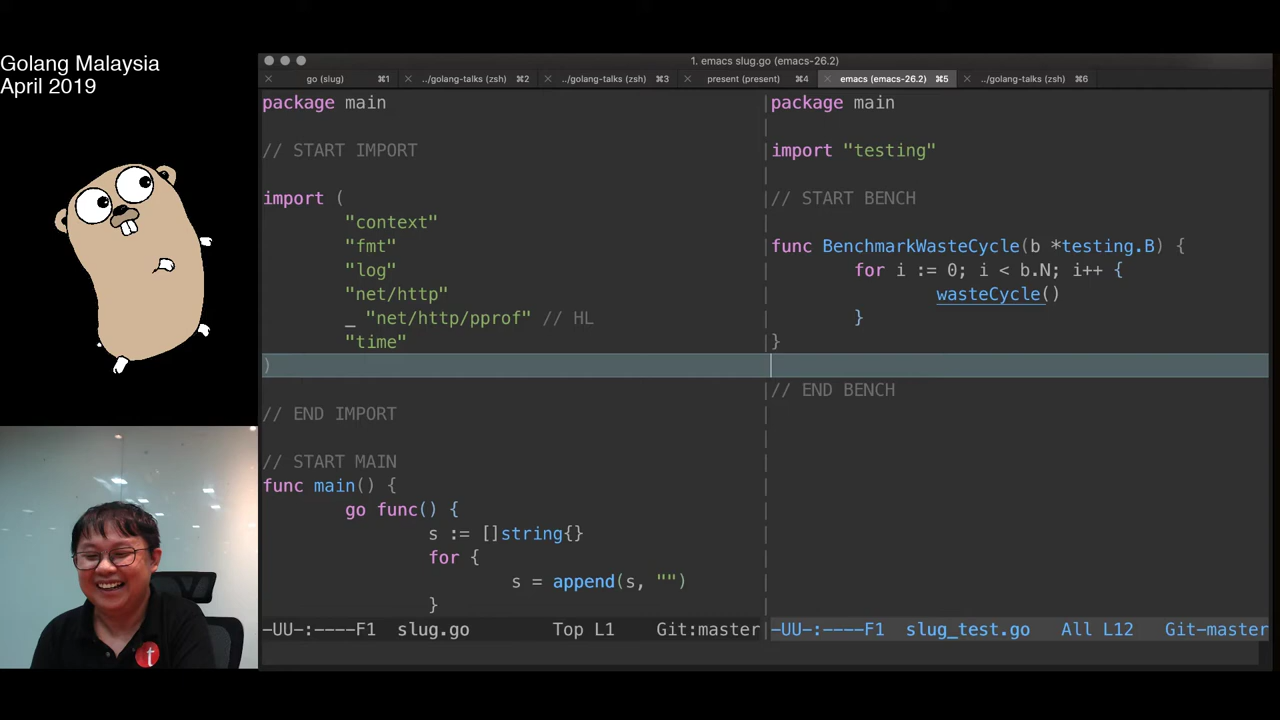 Golang Malaysia
April 2019
1. emacs slug.go (emacs-26.2)
go (slug) ⌘1
../golang-talks (zsh) ⌘2
../golang-talks (zsh) ⌘3
present (present) ⌘4
emacs (emacs-26.2) ⌘5
../golang-talks (zsh) ⌘6
package main
// START IMPORT
import (
"context"
"fmt"
"log"
"net/http"
_ "net/http/pprof" // HL
"time"
)
// END IMPORT
// START MAIN
func main() {
go func() {
s := []string{}
for {
s = append(s, "")
}
-UU-:----F1 slug.go Top L1 Git:master
package main
import "testing"
// START BENCH
func BenchmarkWasteCycle(b *testing.B) {
for i := 0; i < b.N; i++ {
wasteCycle()
}
}
// END BENCH
-UU-:----F1 slug_test.go All L12 Git-master
t